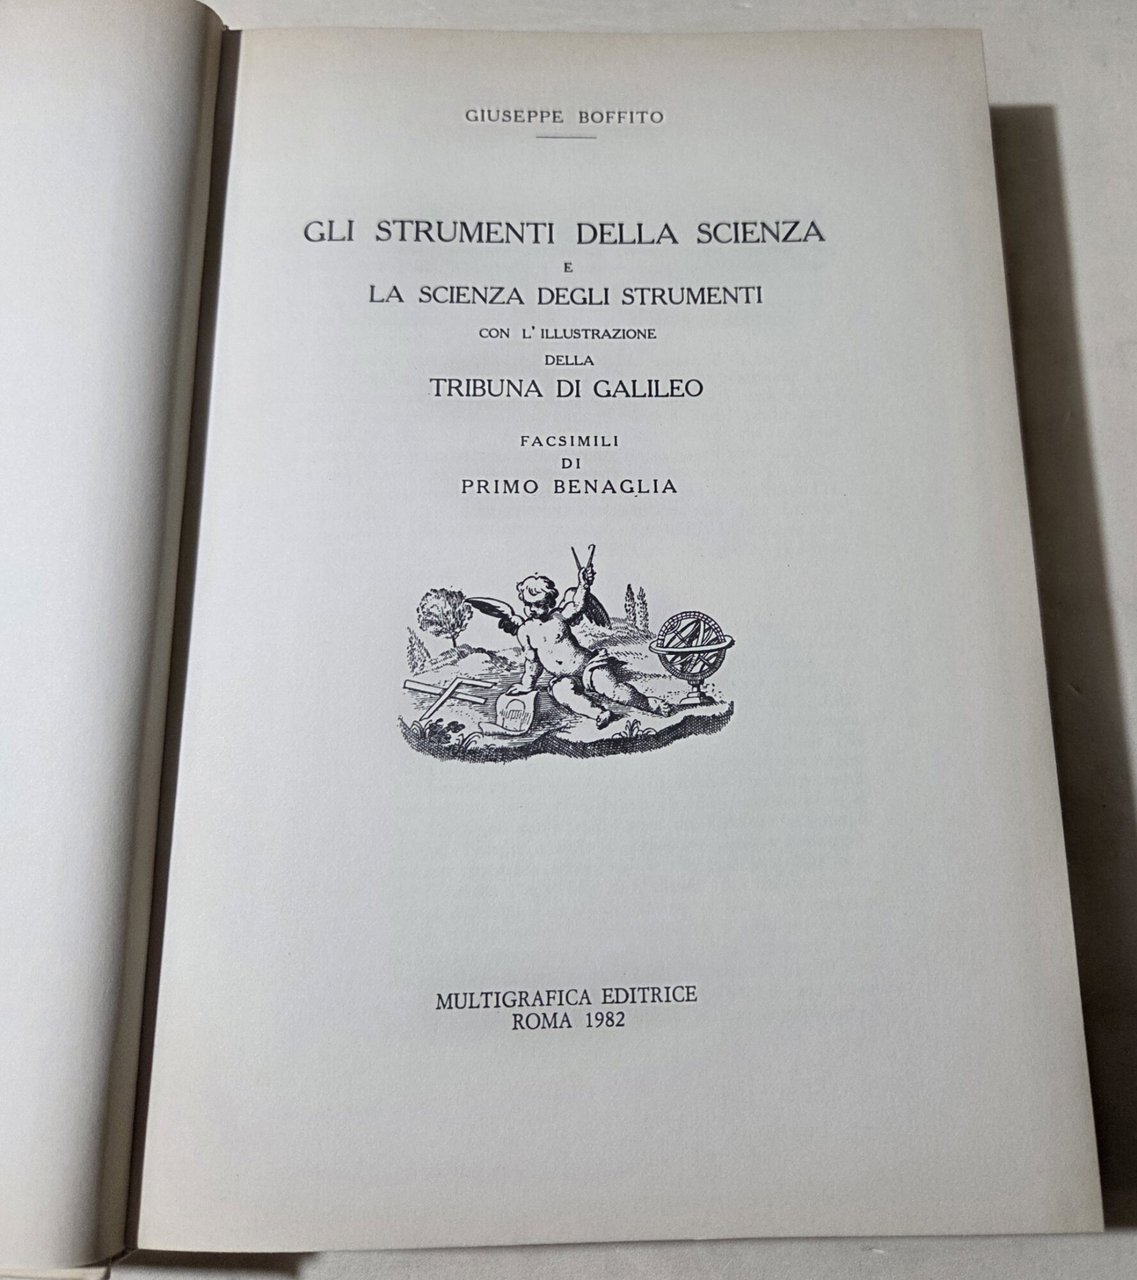 GIUSEPPE BOFFITO
GLI STRUMENTI DELLA SCIENZA
E
LA SCIENZA DEGLI STRUMENTI
CON L'ILLUSTRAZIONE
DELLA
TRIBUNA DI GALILEO
FACSIMILI
DI
PRIMO BENAGLIA
MULTIGRAFICA EDITRICE
ROMA 1982